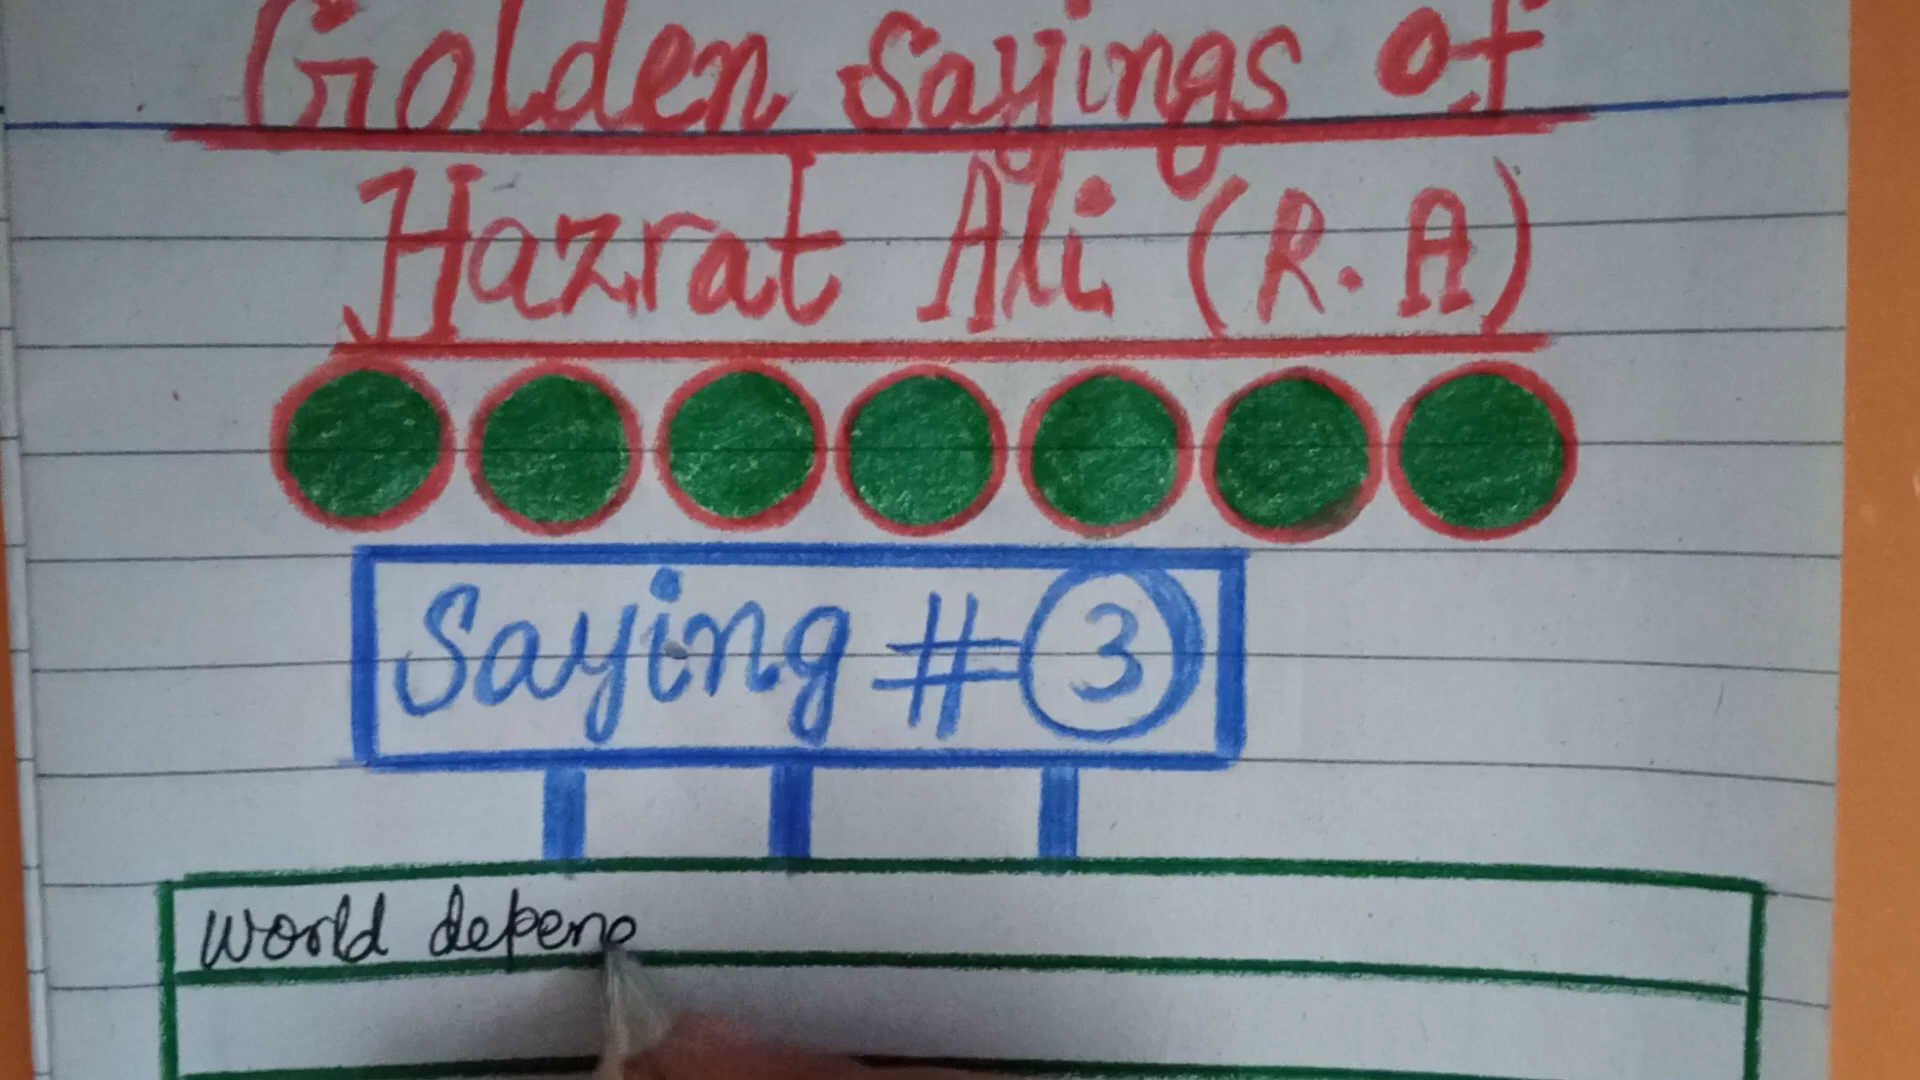 Golden Sayings of
Hazrat Ali (R.A)
Saying # 3
World depen